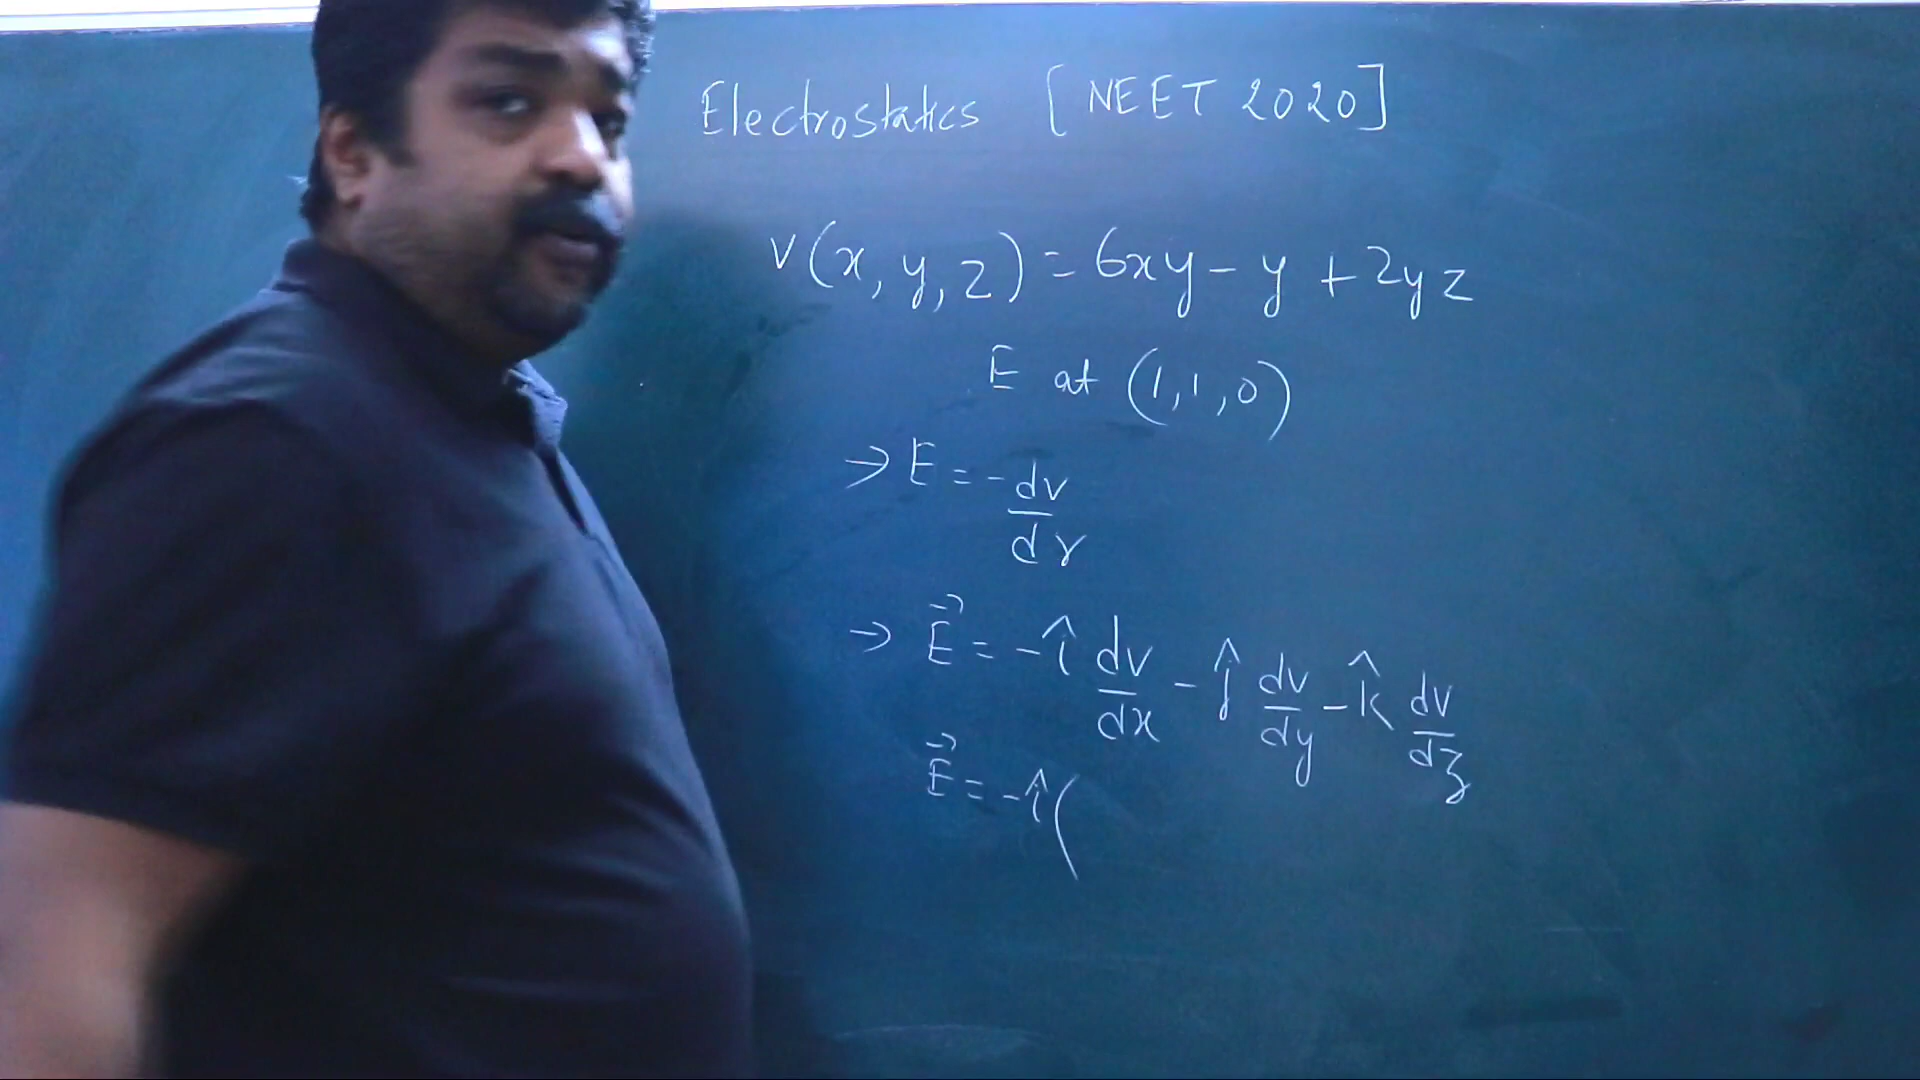 Electrostatics [NEET 2020]
V(x, y, z) = 6xy - y + 2yz
E at (1, 1, 0)
→ E = - dv/dr
→ E⃗ = -î dv/dx - ĵ dv/dy - k̂ dv/dz
E⃗ = -î (